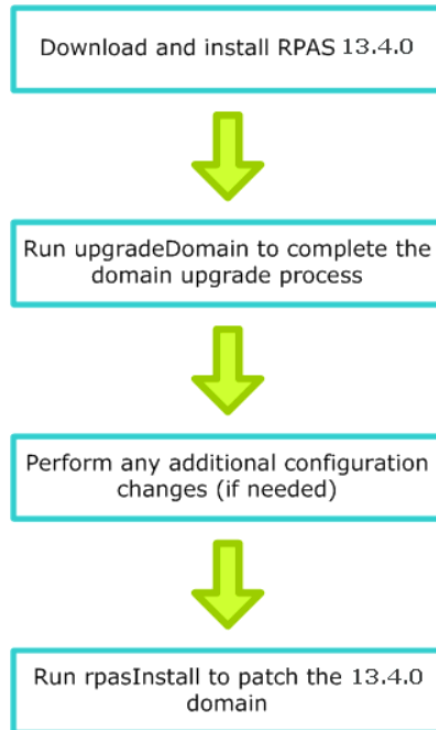 Download and install RPAS 13.4.0
Run upgradeDomain to complete the
domain upgrade process
Perform any additional configuration
changes (if needed)
Run rpasInstall to patch the 13.4.0
domain